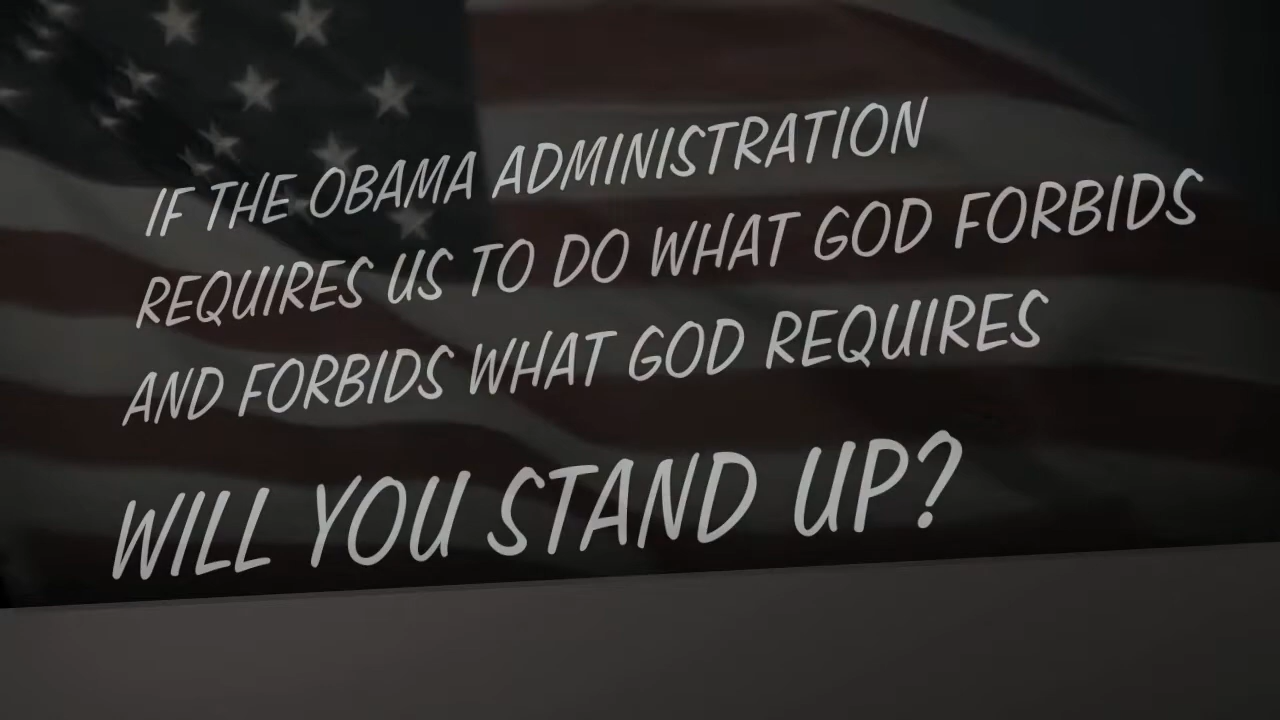 IF THE OBAMA ADMINISTRATION
REQUIRES US TO DO WHAT GOD FORBIDS
AND FORBIDS WHAT GOD REQUIRES
WILL YOU STAND UP?